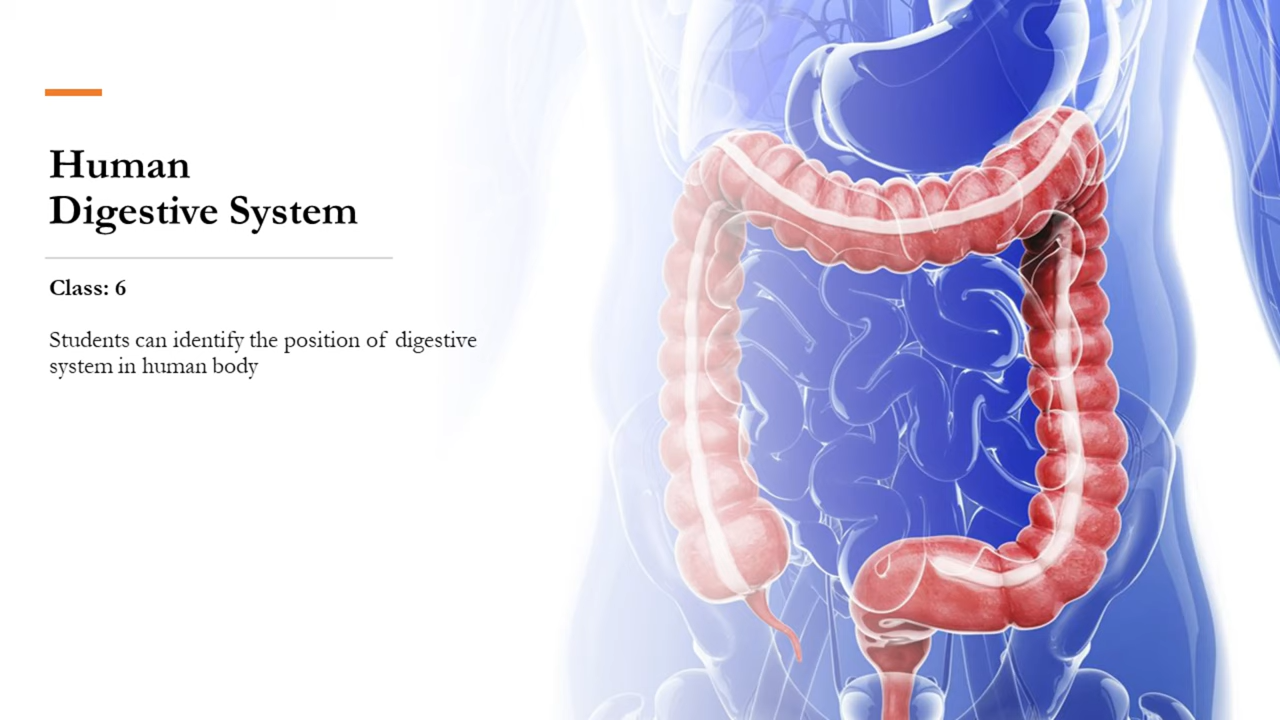 Human
Digestive System
Class: 6
Students can identify the position of digestive
system in human body